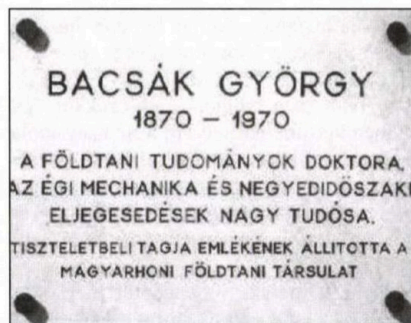 BACSÁK GYÖRGY
1870 – 1970
A FÖLDTANI TUDOMÁNYOK DOKTORA,
AZ ÉGI MECHANIKA ÉS NEGYEDIDŐSZAKI
ELJEGESEDÉSEK NAGY TUDÓSA.
TISZTELETBELI TAGJA EMLÉKÉNEK ÁLLITOTTA A
MAGYARHONI FÖLDTANI TÁRSULAT